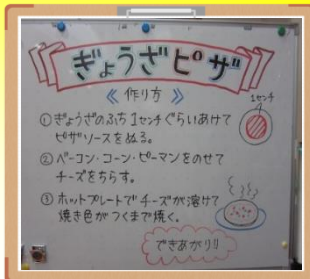 ぎょうざピザ
≪ 作り方 ≫
1センチ
① ぎょうざのふち1センチぐらいあけて
ピザソースをぬる。
② ベーコン・コーン・ピーマンをのせて
チーズをちらす。
③ ホットプレートでチーズが溶けて
焼き色がつくまで焼く。
できあがり!!